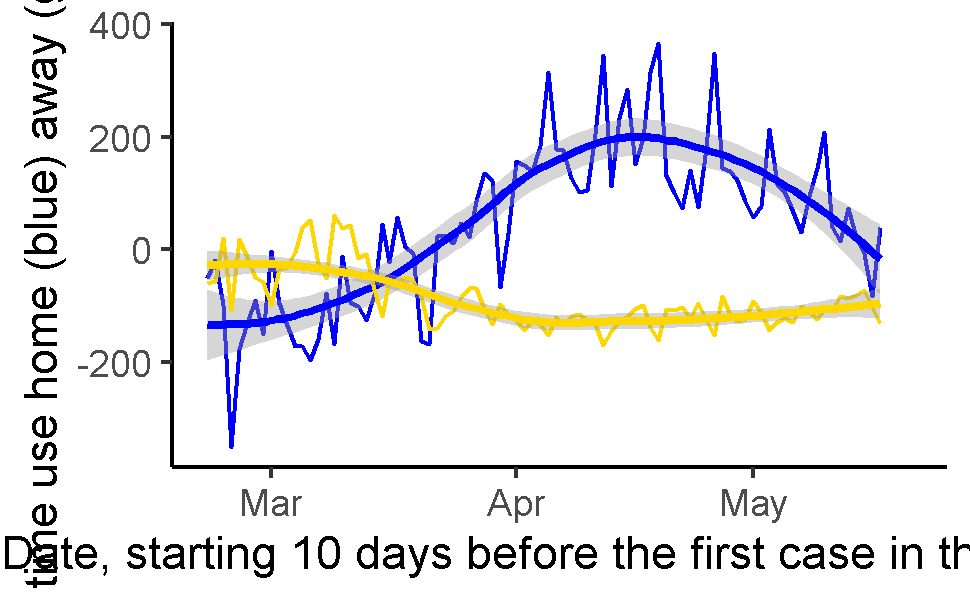 time use home (blue) away (
400
200
0
-200
Mar Apr May
Date, starting 10 days before the first case in th